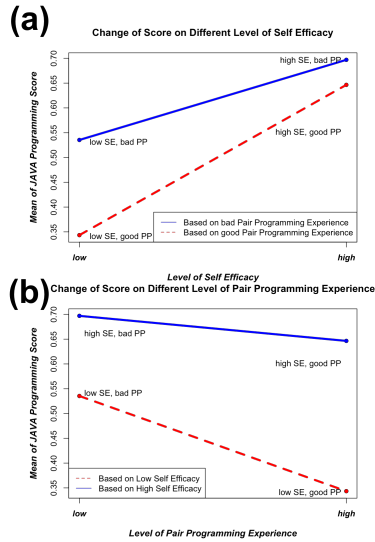 (a)
Change of Score on Different Level of Self Efficacy
Mean of JAVA Programming Score
0.70
0.65
0.60
0.55
0.50
0.45
0.40
0.35
high SE, bad PP
low SE, bad PP
high SE, good PP
low SE, good PP
Based on bad Pair Programming Experience
Based on good Pair Programming Experience
low
high
Level of Self Efficacy
(b)
Change of Score on Different Level of Pair Programming Experience
Mean of JAVA Programming Score
0.70
0.65
0.60
0.55
0.50
0.45
0.40
0.35
high SE, bad PP
high SE, good PP
low SE, bad PP
low SE, good PP
Based on Low Self Efficacy
Based on High Self Efficacy
low
high
Level of Pair Programming Experience